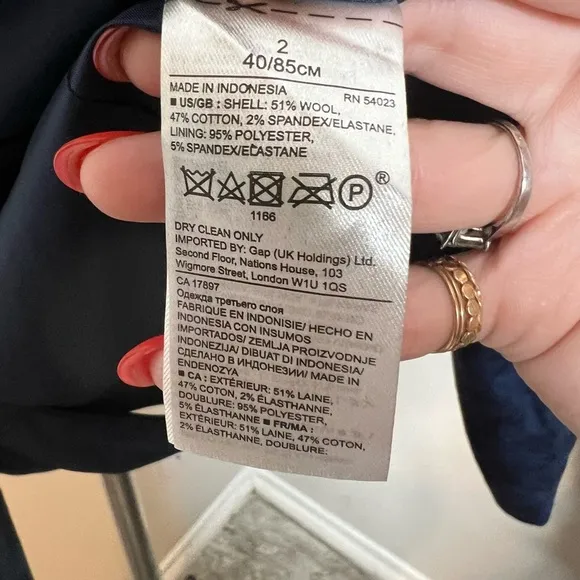 2
40/85CM
MADE IN INDONESIA RN 54023
■ US/GB : SHELL: 51% WOOL,
47% COTTON, 2% SPANDEX/ELASTANE,
LINING: 95% POLYESTER,
5% SPANDEX/ELASTANE
P ®
1166
DRY CLEAN ONLY
IMPORTED BY: Gap (UK Holdings) Ltd.
Second Floor, Nations House, 103
Wigmore Street, London W1U 1QS
CA 17897
Одежда третьего слоя
FABRIQUE EN INDONISIE/ HECHO EN
INDONESIA CON INSUMOS
IMPORTADOS/ ZEMLJA PROIZVODNJE
INDONEZIJA/ DIBUAT DI INDONESIA/
СДЕЛАНО В ИНДОНЕЗИИ/ MADE IN
ENDENOZYA
■ CA : EXTÉRIEUR: 51% LAINE,
47% COTON, 2% ÉLASTHANNE,
DOUBLURE: 95% POLYESTER,
5% ÉLASTHANNE ■ FR/MA :
EXTÉRIEUR: 51% LAINE, 47% COTON,
2% ÉLASTHANNE, DOUBLURE: